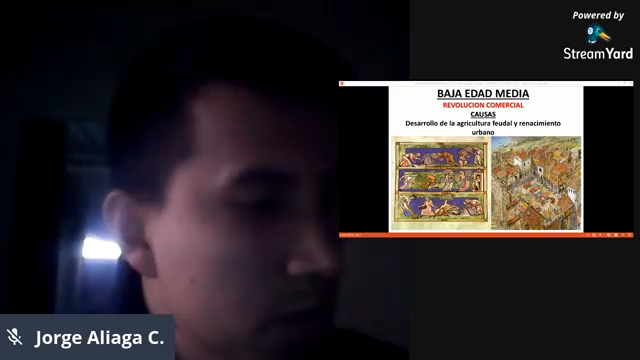 Powered by
StreamYard
BAJA EDAD MEDIA
REVOLUCION COMERCIAL
CAUSAS
Desarrollo de la agricultura feudal y renacimiento
urbano
Jorge Aliaga C.